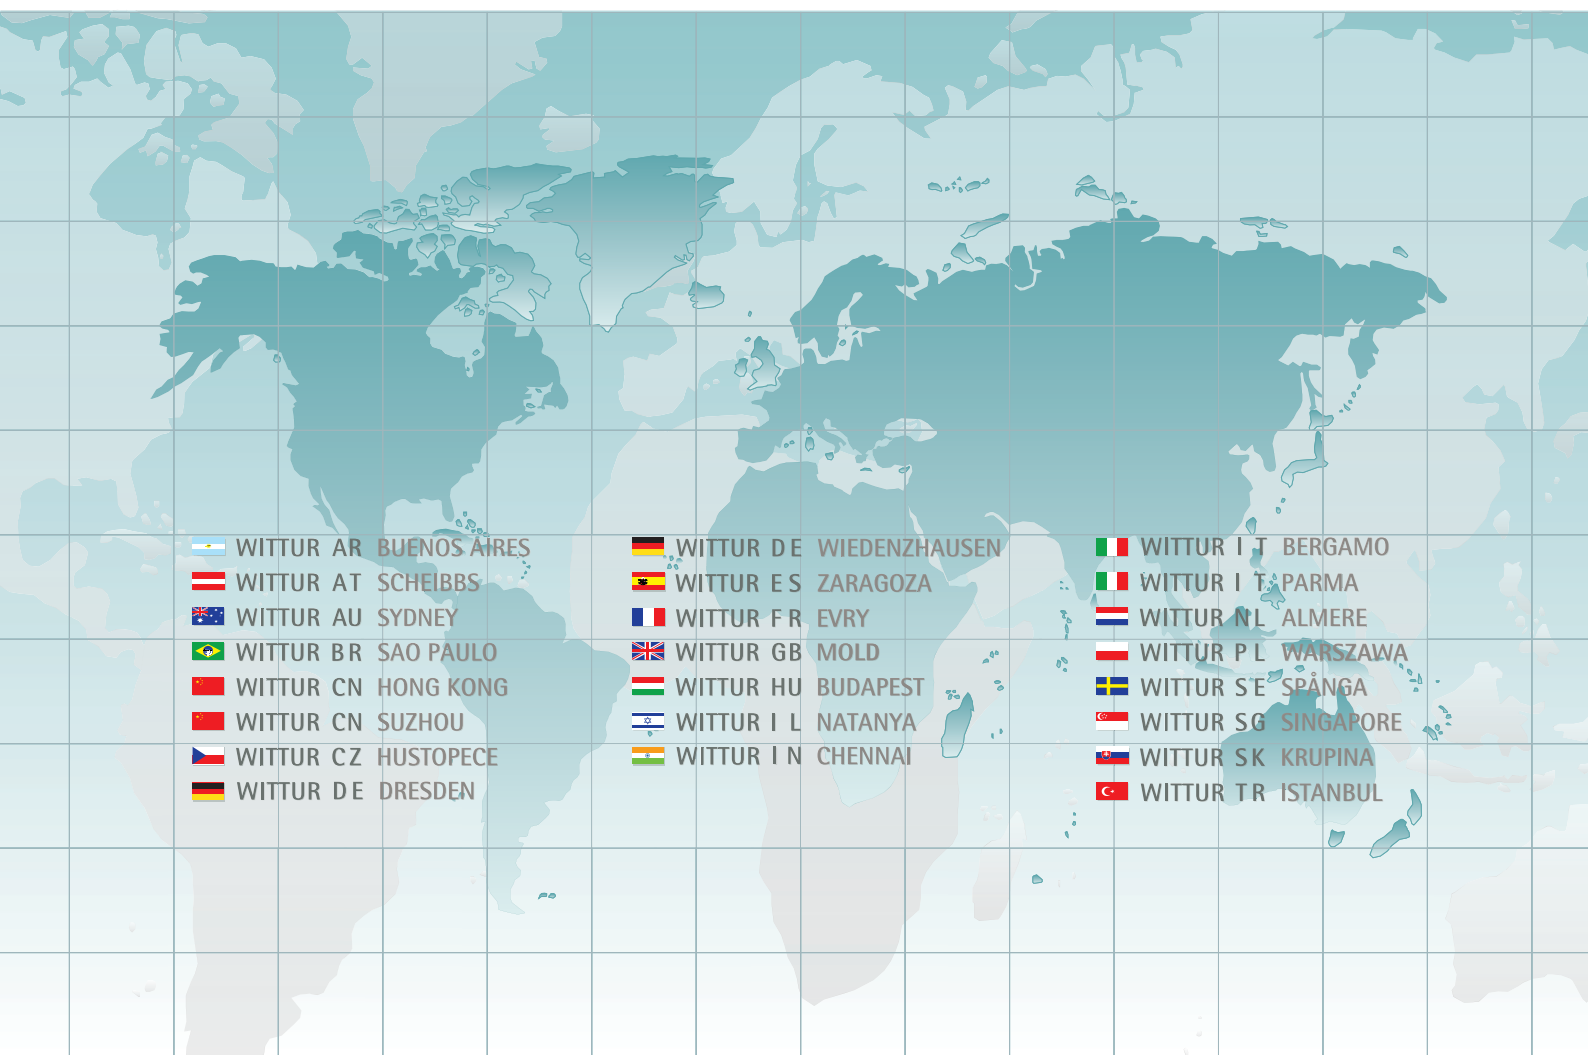 WITTUR AR BUENOS AIRES
WITTUR AT SCHEIBBS
WITTUR AU SYDNEY
WITTUR BR SAO PAULO
WITTUR CN HONG KONG
WITTUR CN SUZHOU
WITTUR CZ HUSTOPECE
WITTUR DE DRESDEN
WITTUR DE WIEDENZHAUSEN
WITTUR ES ZARAGOZA
WITTUR FR EVRY
WITTUR GB MOLD
WITTUR HU BUDAPEST
WITTUR IL NATANYA
WITTUR IN CHENNAI
WITTUR IT BERGAMO
WITTUR IT PARMA
WITTUR NL ALMERE
WITTUR PL WARSZAWA
WITTUR SE SPÅNGA
WITTUR SG SINGAPORE
WITTUR SK KRUPINA
WITTUR TR ISTANBUL